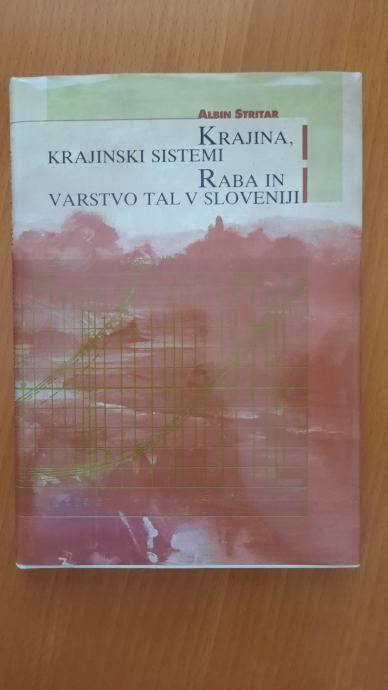 ALBIN STRITAR
KRAJINA,
KRAJINSKI SISTEMI
RABA IN
VARSTVO TAL V SLOVENIJI